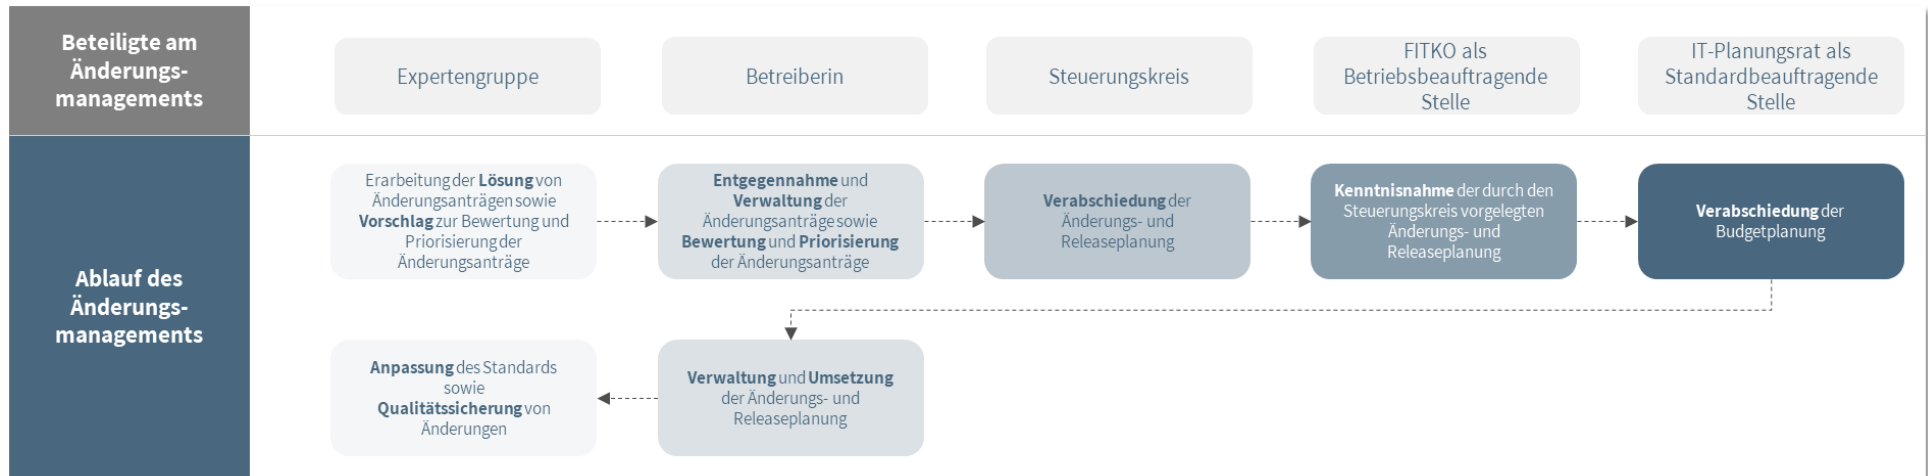 Beteiligte am
Änderungs-
managements
Expertengruppe
Betreiberin
Steuerungskreis
FITKO als
Betriebsbeauftragende
Stelle
IT-Planungsrat als
Standardbeauftragende
Stelle
Ablauf des
Änderungs-
managements
Erarbeitung der Lösung von
Änderungsanträgen sowie
Vorschlag zur Bewertung und
Priorisierung der
Änderungsanträge
Entgegennahme und
Verwaltung der
Änderungsanträge sowie
Bewertung und Priorisierung
der Änderungsanträge
Verabschiedung der
Änderungs- und
Releaseplanung
Kenntnisnahme der durch den
Steuerungskreis vorgelegten
Änderungs- und
Releaseplanung
Verabschiedung der
Budgetplanung
Anpassung des Standards
sowie
Qualitätssicherung von
Änderungen
Verwaltung und Umsetzung
der Änderungs- und
Releaseplanung